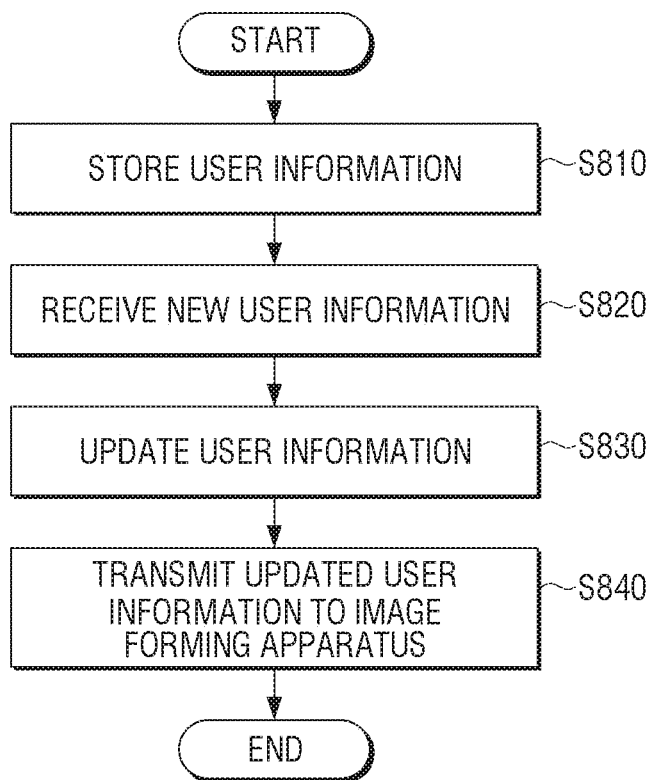 START
STORE USER INFORMATION
S810
RECEIVE NEW USER INFORMATION
S820
UPDATE USER INFORMATION
S830
TRANSMIT UPDATED USER
INFORMATION TO IMAGE
FORMING APPARATUS
S840
END